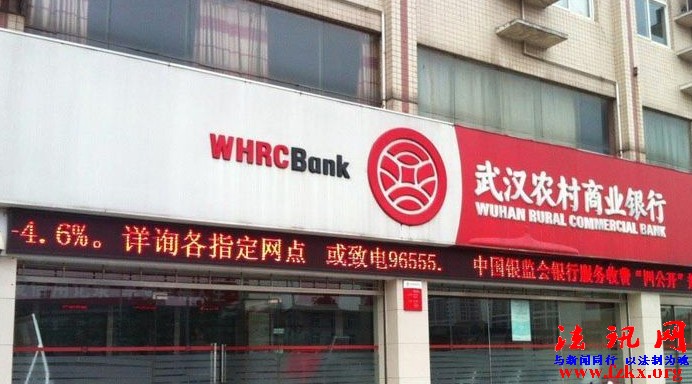 WHRCBank
武汉农村商业银行
WUHAN RURAL COMMERCIAL BANK
-4.6%。详询各指定网点 或致电96555. 中国银监会银行服务收费"四公开"
法讯网
与新闻同行 以法制为魂
www.fzkx.org